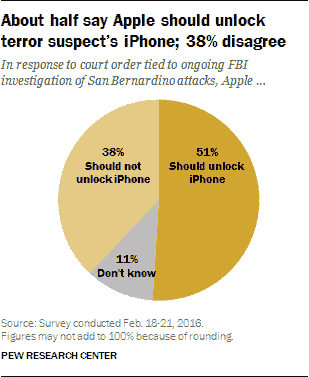 About half say Apple should unlock
terror suspect's iPhone; 38% disagree
In response to court order tied to ongoing FBI
investigation of San Bernardino attacks, Apple ...
38%
Should not
unlock iPhone
51%
Should unlock
iPhone
11%
Don't know
Source: Survey conducted Feb. 18-21, 2016.
Figures may not add to 100% because of rounding.
PEW RESEARCH CENTER